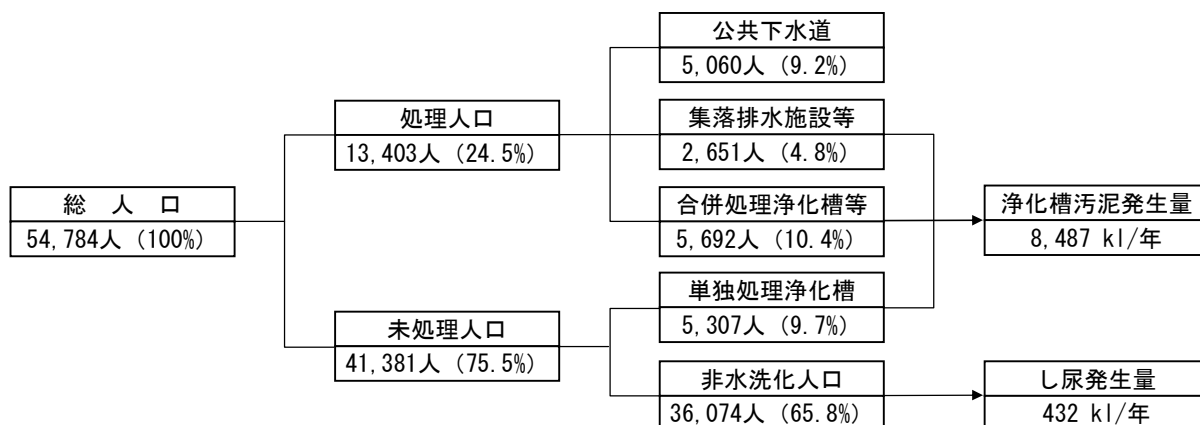 公共下水道
5,060人 (9.2%)
処理人口
13,403人 (24.5%)
集落排水施設等
2,651人 (4.8%)
総 人 口
54,784人 (100%)
合併処理浄化槽等
5,692人 (10.4%)
浄化槽汚泥発生量
8,487 kl/年
単独処理浄化槽
5,307人 (9.7%)
未処理人口
41,381人 (75.5%)
非水洗化人口
36,074人 (65.8%)
し尿発生量
432 kl/年